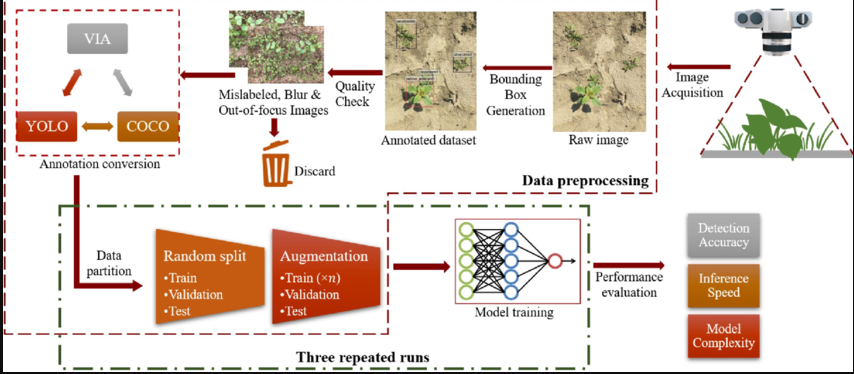 VIA
YOLO
COCO
Annotation conversion
Mislabeled, Blur &
Out-of-focus Images
Discard
Quality
Check
Annotated dataset
Bounding
Box
Generation
Raw image
Image
Acquisition
Data preprocessing
Data
partition
Random split
•Train
•Validation
•Test
Augmentation
•Train (×n)
•Validation
•Test
Model training
Three repeated runs
Performance
evaluation
Detection
Accuracy
Inference
Speed
Model
Complexity